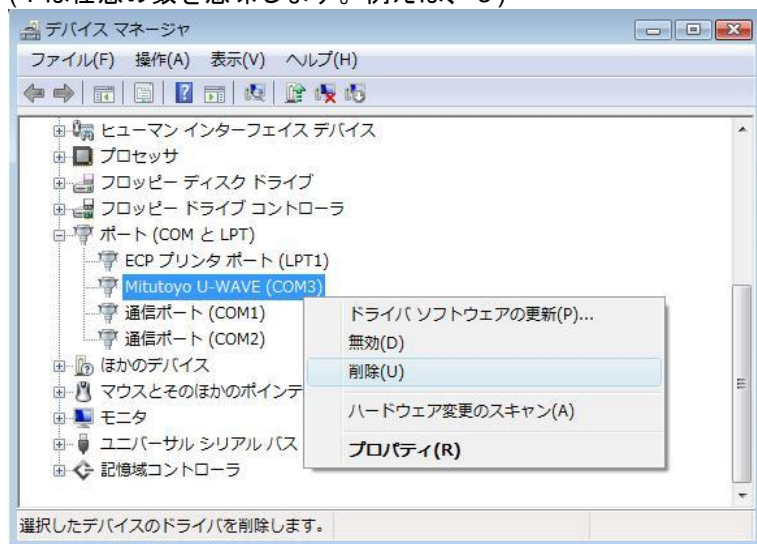 デバイス マネージャ
ファイル(F) 操作(A) 表示(V) ヘルプ(H)
ヒューマン インターフェイス デバイス
プロセッサ
フロッピー ディスク ドライブ
フロッピー ドライブ コントローラ
ポート (COM と LPT)
ECP プリンタ ポート (LPT1)
Mitutoyo U-WAVE (COM3)
通信ポート (COM1)
通信ポート (COM2)
ほかのデバイス
マウスとそのほかのポインテ
モニタ
ユニバーサル シリアル バス
記憶域コントローラ
ドライバ ソフトウェアの更新(P)...
無効(D)
削除(U)
ハードウェア変更のスキャン(A)
プロパティ(R)
選択したデバイスのドライバを削除します。